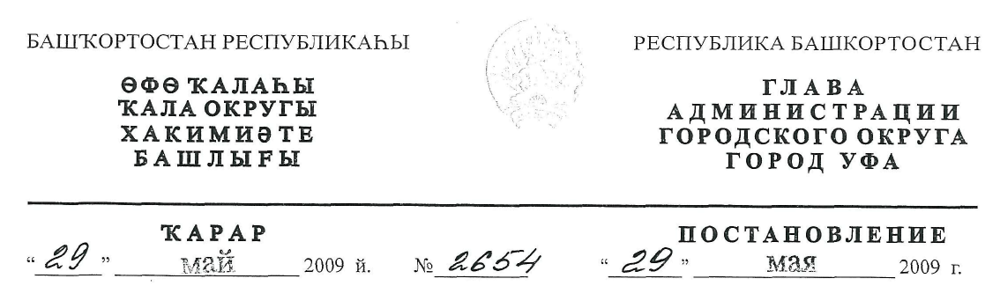 БАШҠОРТОСТАН РЕСПУБЛИКАҺЫ
ӨФӨ ҠАЛАҺЫ
ҠАЛА ОКРУГЫ
ХАКИМИӘТЕ
БАШЛЫҒЫ
РЕСПУБЛИКА БАШКОРТОСТАН
ГЛАВА
АДМИНИСТРАЦИИ
ГОРОДСКОГО ОКРУГА
ГОРОД УФА
ҠАРАР
“ 29 ” май 2009 й.
№ 2654
ПОСТАНОВЛЕНИЕ
“ 29 ” мая 2009 г.